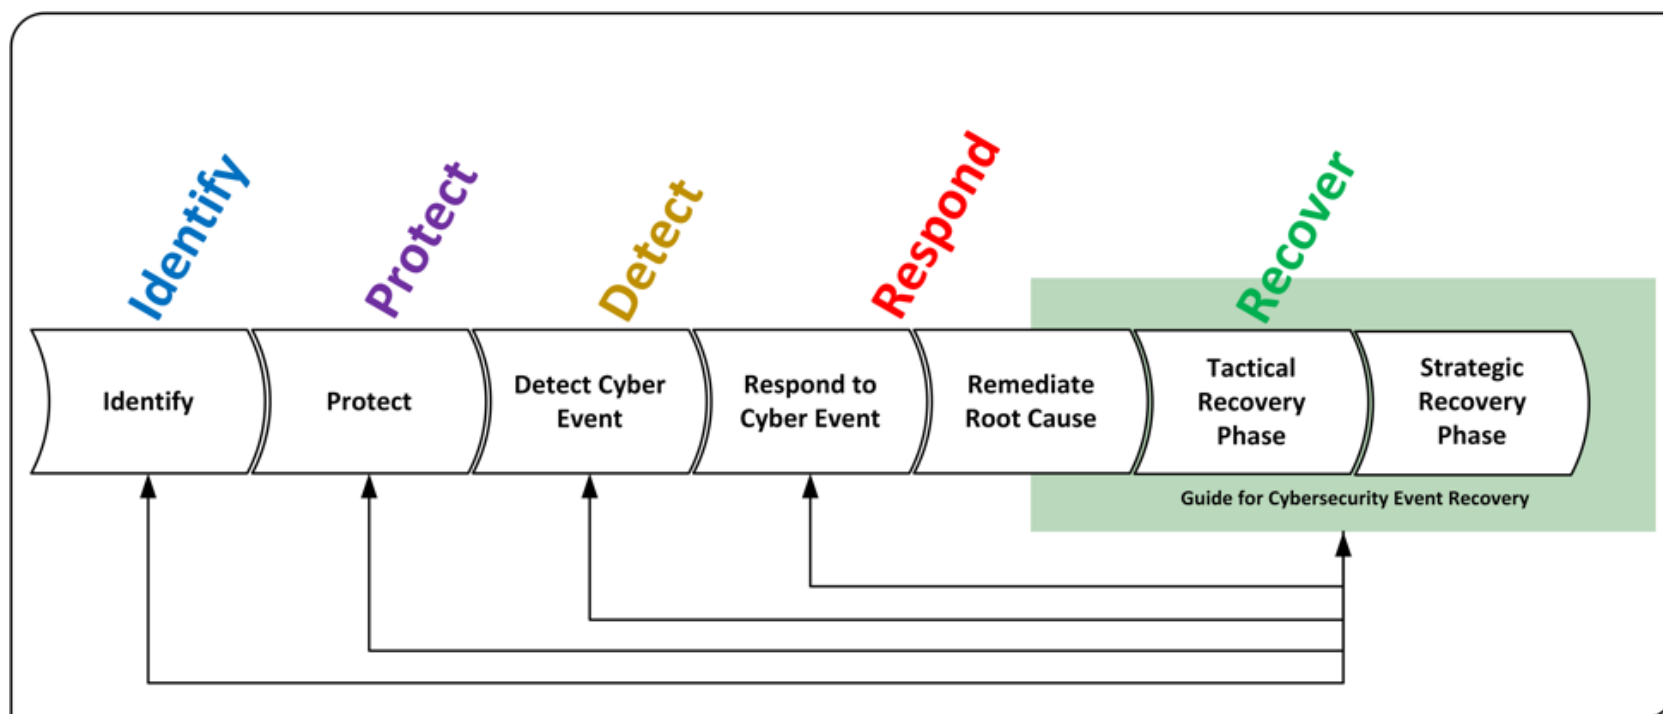 Identify
Protect
Detect
Respond
Recover
Identify
Protect
Detect Cyber
Event
Respond to
Cyber Event
Remediate
Root Cause
Tactical
Recovery
Phase
Strategic
Recovery
Phase
Guide for Cybersecurity Event Recovery